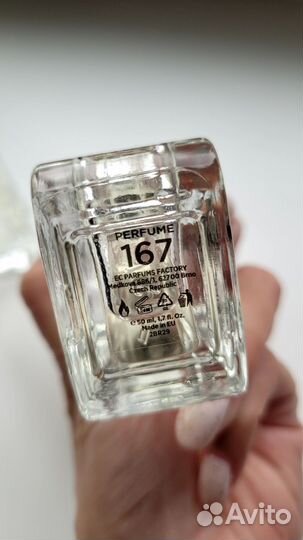 PERFUME
167
EC PARFUMS FACTORY
Medkova 686/1, 62700 Brno
Czech Republic
e 50 ml, 1.7 fl. Oz.
Made in EU
2BR29
Avito